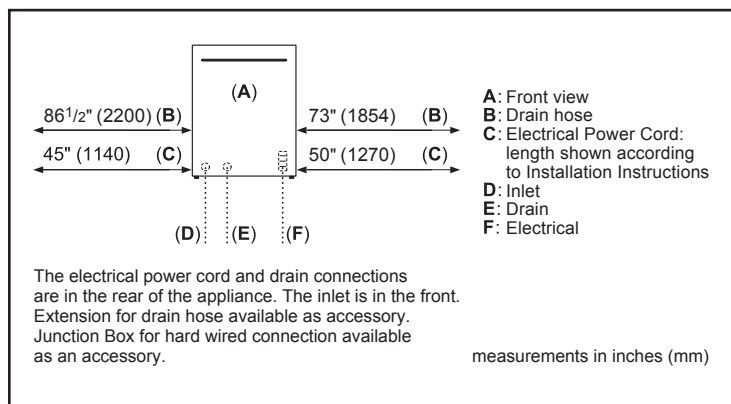 (A)
86 1/2" (2200) (B)
73" (1854) (B)
45" (1140) (C)
50" (1270) (C)
(D) (E) (F)
A: Front view
B: Drain hose
C: Electrical Power Cord:
length shown according
to Installation Instructions
D: Inlet
E: Drain
F: Electrical
The electrical power cord and drain connections
are in the rear of the appliance. The inlet is in the front.
Extension for drain hose available as accessory.
Junction Box for hard wired connection available
as an accessory.
measurements in inches (mm)